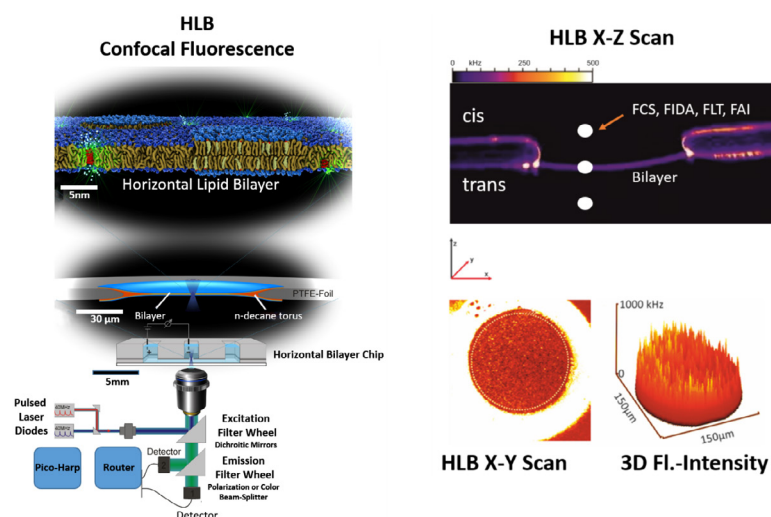 HLB
Confocal Fluorescence
Horizontal Lipid Bilayer
5nm
PTFE-Foil
30 µm
Bilayer
n-decane torus
Horizontal Bilayer Chip
5mm
Pulsed
Laser
Diodes
40MHz
40MHz
Excitation
Filter Wheel
Dichroitic Mirrors
Pico-Harp
Router
Detector
Emission
Filter Wheel
Polarization or Color
Beam-Splitter
Detector
HLB X-Z Scan
0 kHz 250 500
cis
FCS, FIDA, FLT, FAI
trans
Bilayer
z
y
x
1000 kHz
0
150µm
150µm
HLB X-Y Scan
3D Fl.-Intensity